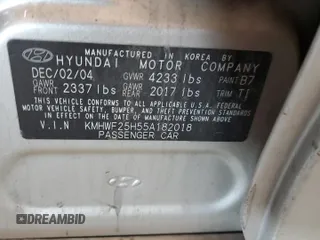 MANUFACTURED IN KOREA BY
HYUNDAI MOTOR COMPANY
DEC/02/04 GVWR 4233 lbs PAINT B7
GAWR FRONT 2337 lbs GAWR REAR 2017 lbs TRIM TI
THIS VEHICLE CONFORMS TO ALL APPLICABLE U.S.A. FEDERAL
MOTOR VEHICLE SAFETY, BUMPER, AND THEFT PREVENTION STANDARDS
IN EFFECT ON THE DATE OF MANUFACTURE SHOWN ABOVE.
V.I.N KMHWF25H55A182018
PASSENGER CAR
DREAMBID